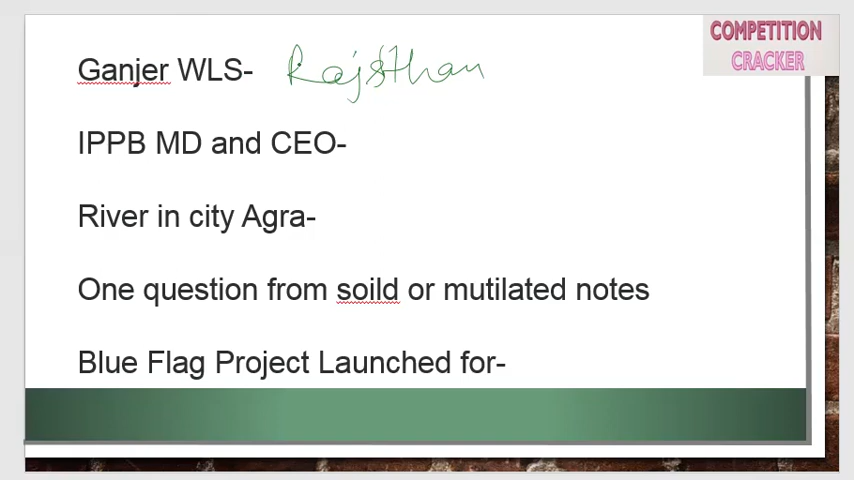 COMPETITION
CRACKER
Ganjer WLS- Rajsthan
IPPB MD and CEO-
River in city Agra-
One question from soild or mutilated notes
Blue Flag Project Launched for-